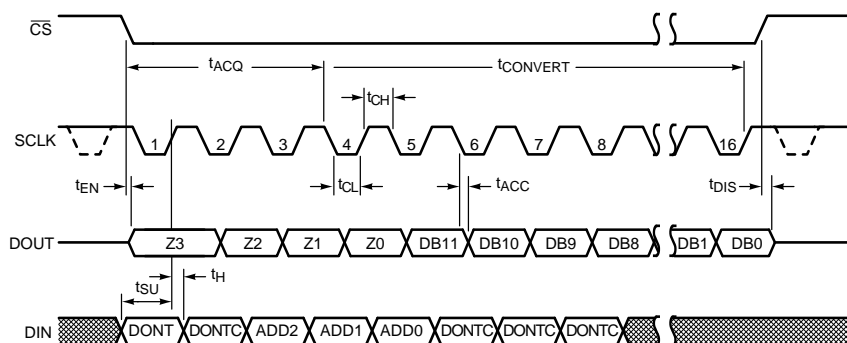 CS
tACQ
tCONVERT
tCH
SCLK
1 2 3 4 5 6 7 8 16
tEN
tCL
tACC
tDIS
DOUT
Z3 Z2 Z1 Z0 DB11 DB10 DB9 DB8 DB1 DB0
tSU
tH
DIN
DONT DONTC ADD2 ADD1 ADD0 DONTC DONTC DONTC